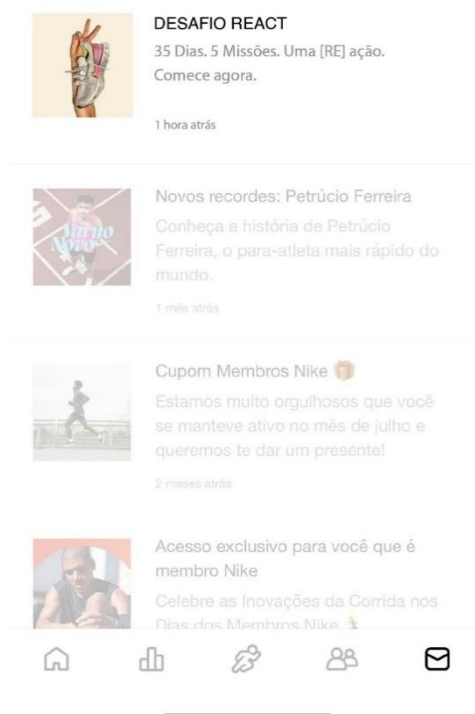 DESAFIO REACT
35 Dias. 5 Missões. Uma [RE] ação.
Comece agora.
1 hora atrás
Novos recordes: Petrúcio Ferreira
Conheça a história de Petrúcio
Ferreira, o para-atleta mais rápido do
mundo.
1 mês atrás
Cupom Membros Nike 🎁
Estamos muito orgulhosos que você
se manteve ativo no mês de julho e
queremos te dar um presente!
2 meses atrás
Acesso exclusivo para você que é
membro Nike
Celebre as Inovações da Corrida nos
Dias dos Membros Nike